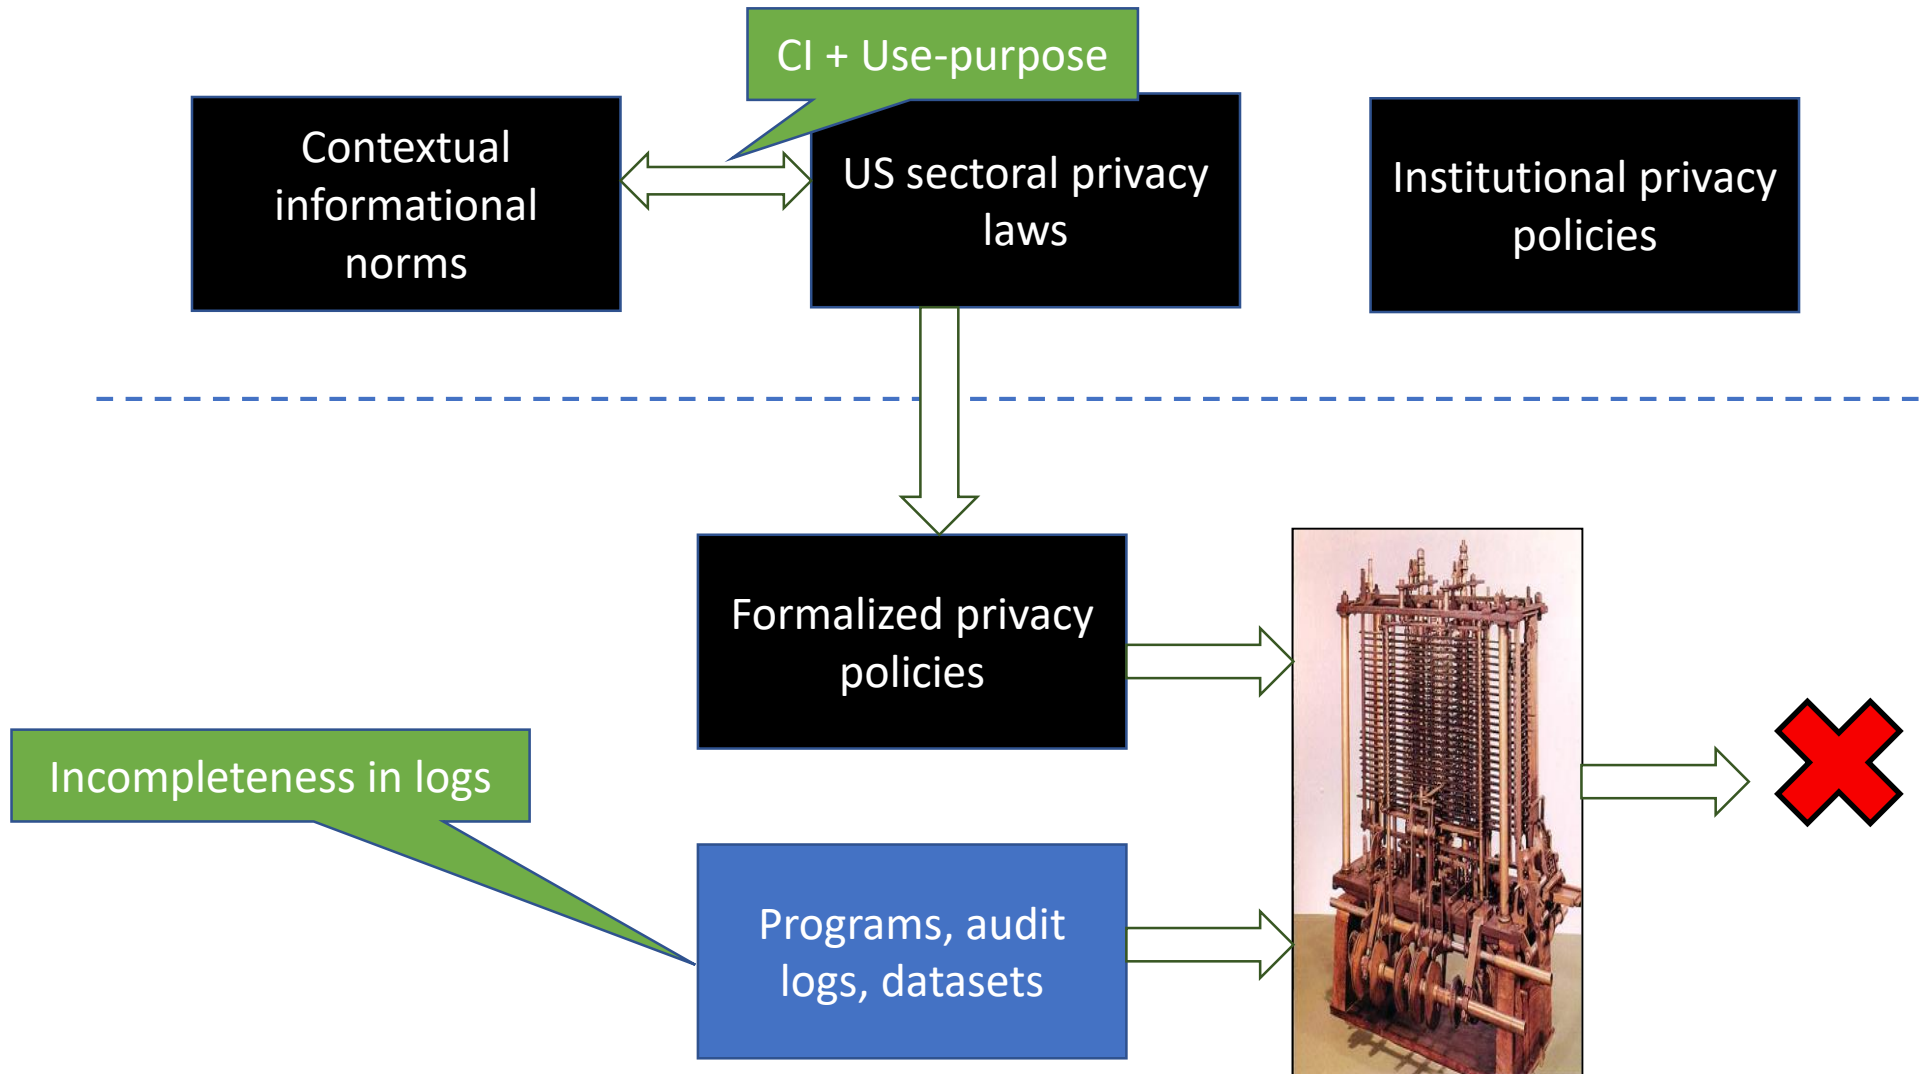 CI + Use-purpose
Contextual
informational
norms
US sectoral privacy
laws
Institutional privacy
policies
Formalized privacy
policies
Incompleteness in logs
Programs, audit
logs, datasets